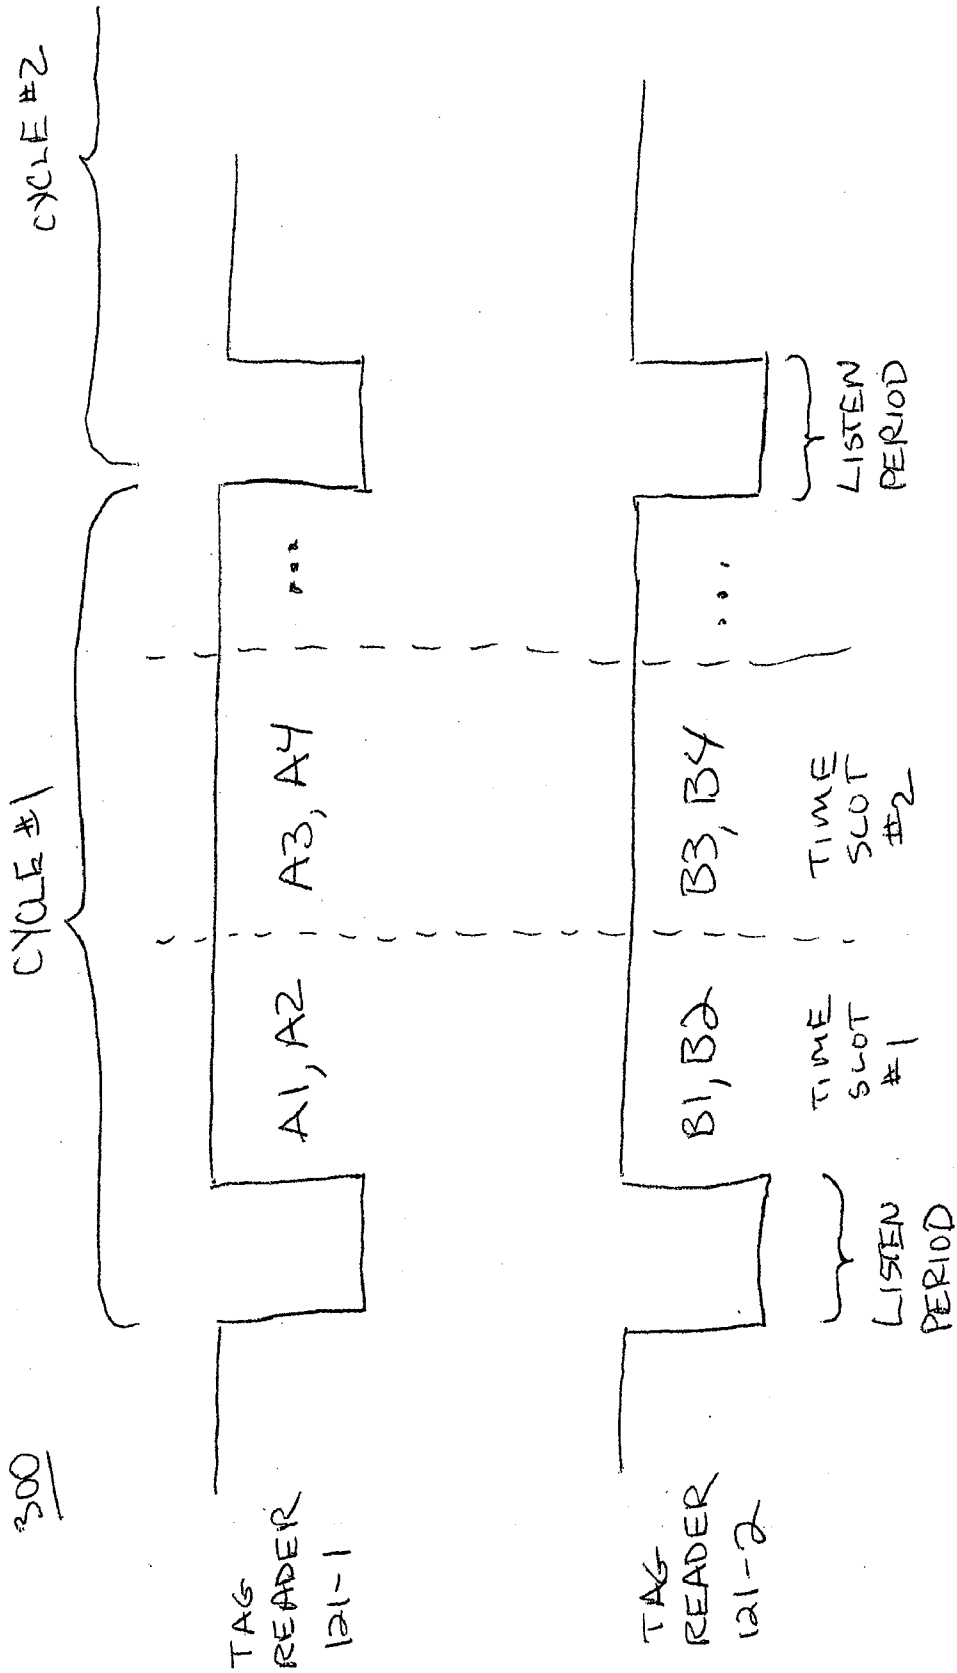 300
CYCLE #1
CYCLE #2
TAG
READER
121-1
A1, A2
A3, A4
...
TAG
READER
121-2
B1, B2
B3, B4
...
LISTEN
PERIOD
TIME
SLOT
#1
TIME
SLOT
#2
LISTEN
PERIOD